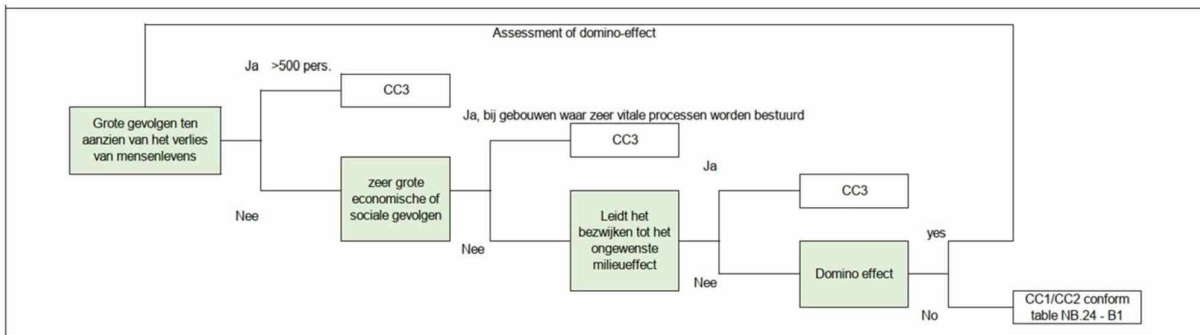 Assessment of domino-effect
Ja >500 pers.
CC3
Grote gevolgen ten
aanzien van het verlies
van mensenlevens
Ja, bij gebouwen waar zeer vitale processen worden bestuurd
CC3
Nee
zeer grote
economische of
sociale gevolgen
Ja
CC3
Nee
Leidt het
bezwijken tot het
ongewenste
milieueffect
yes
Nee
Domino effect
No
CC1/CC2 conform
table NB.24 - B1